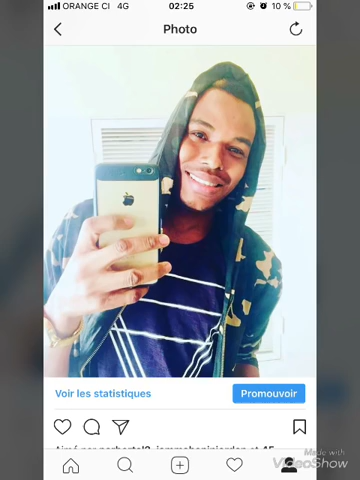 ORANGE CI 4G 02:25 10 %
Photo
Voir les statistiques Promouvoir
Made with
VideoShow